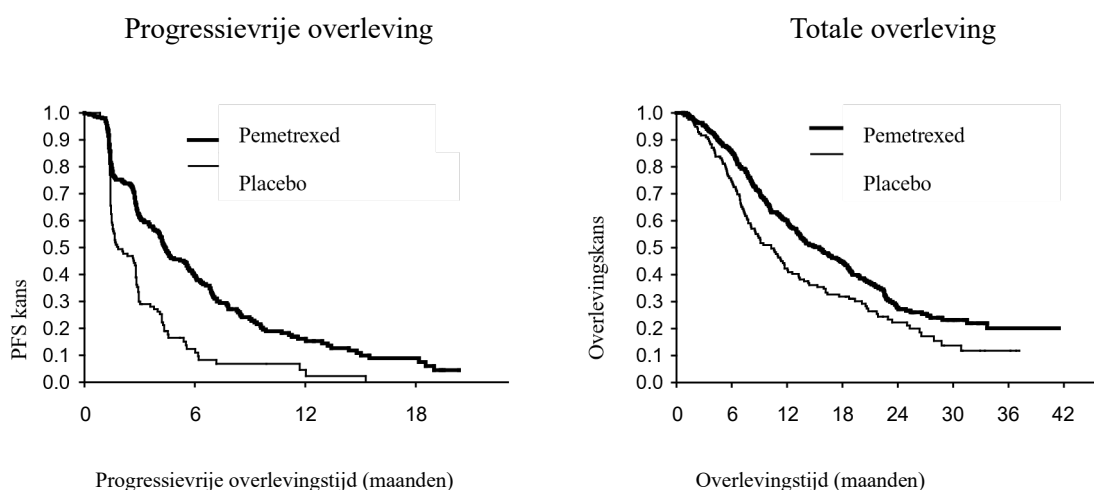 Progressievrije overleving
Pemetrexed
Placebo
PFS kans
1.0
0.9
0.8
0.7
0.6
0.5
0.4
0.3
0.2
0.1
0.0
0 6 12 18
Progressievrije overlevingstijd (maanden)
Totale overleving
Pemetrexed
Placebo
Overlevingskans
1.0
0.9
0.8
0.7
0.6
0.5
0.4
0.3
0.2
0.1
0.0
0 6 12 18 24 30 36 42
Overlevingstijd (maanden)